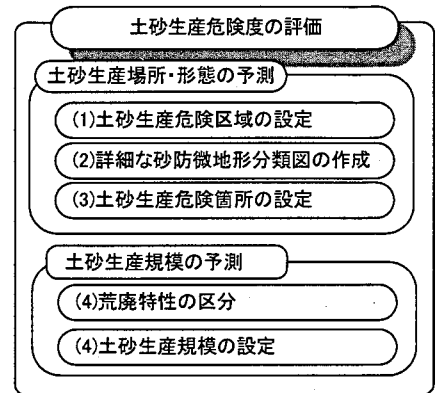 土砂生産危険度の評価
土砂生産場所・形態の予測
(1)土砂生産危険区域の設定
(2)詳細な砂防微地形分類図の作成
(3)土砂生産危険箇所の設定
土砂生産規模の予測
(4)荒廃特性の区分
(4)土砂生産規模の設定